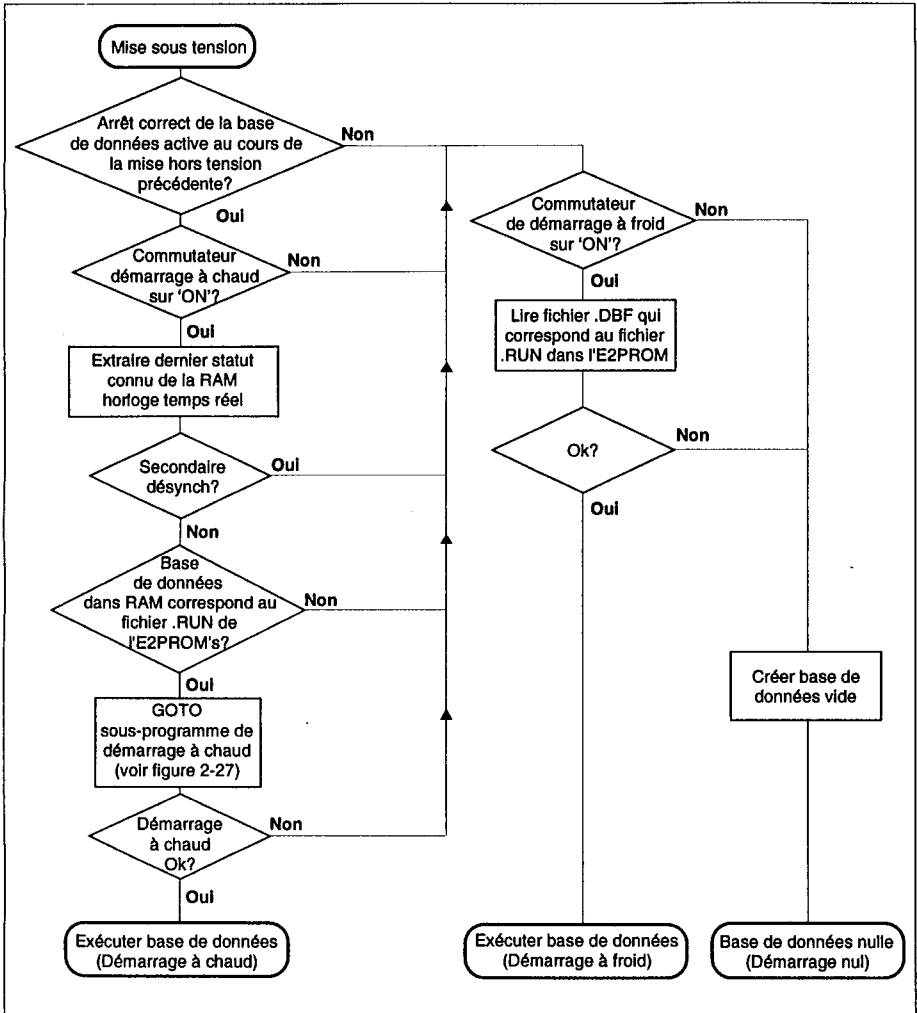 Mise sous tension
Arrêt correct de la base
de données active au cours de
la mise hors tension
précédente?
Non
Oui
Commutateur
démarrage à chaud
sur 'ON'?
Non
Oui
Extraire dernier statut
connu de la RAM
horloge temps réel
Secondaire
désynch?
Oui
Non
Base
de données
dans RAM correspond au
fichier .RUN de
l'E2PROM's?
Non
Oui
GOTO
sous-programme de
démarrage à chaud
(voir figure 2-27)
Démarrage
à chaud
Ok?
Non
Oui
Exécuter base de données
(Démarrage à chaud)
Commutateur
de démarrage à froid
sur 'ON'?
Non
Oui
Lire fichier .DBF qui
correspond au fichier
.RUN dans l'E2PROM
Ok?
Non
Oui
Exécuter base de données
(Démarrage à froid)
Créer base de
données vide
Base de données nulle
(Démarrage nul)